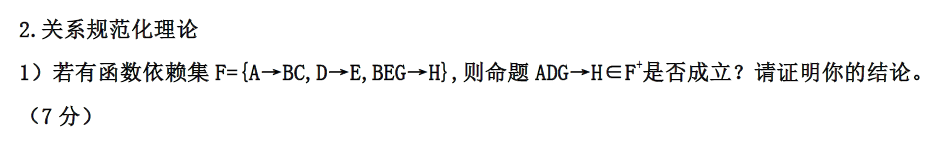 2.关系规范化理论
1）若有函数依赖集 F={A→BC,D→E,BEG→H},则命题 ADG→H∈F⁺是否成立？请证明你的结论。
（7 分）